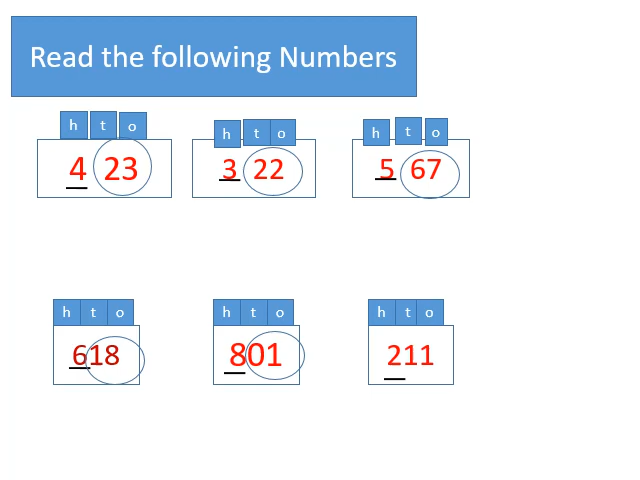 Read the following Numbers
h t o h t o h t o
4 23 3 22 5 67
h t o h t o h t o
618 801 211